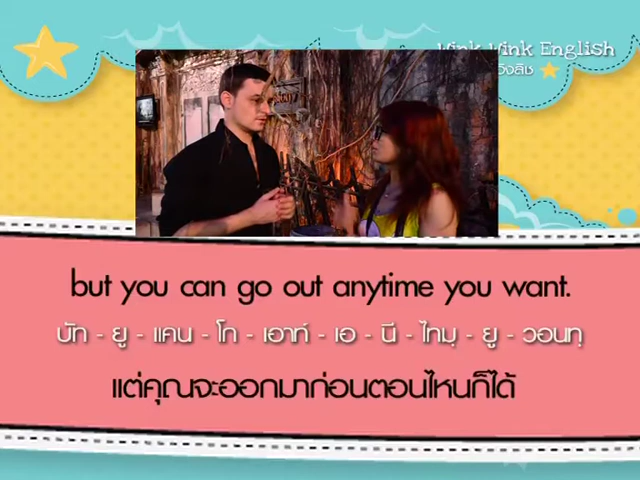 Wink Wink English
but you can go out anytime you want.
บัท - ยู - แคน - โก - เอาท์ - เอ - นี - ไทมฺ - ยู - วอนทฺ
แต่คุณจะออกมาก่อนตอนไหนก็ได้